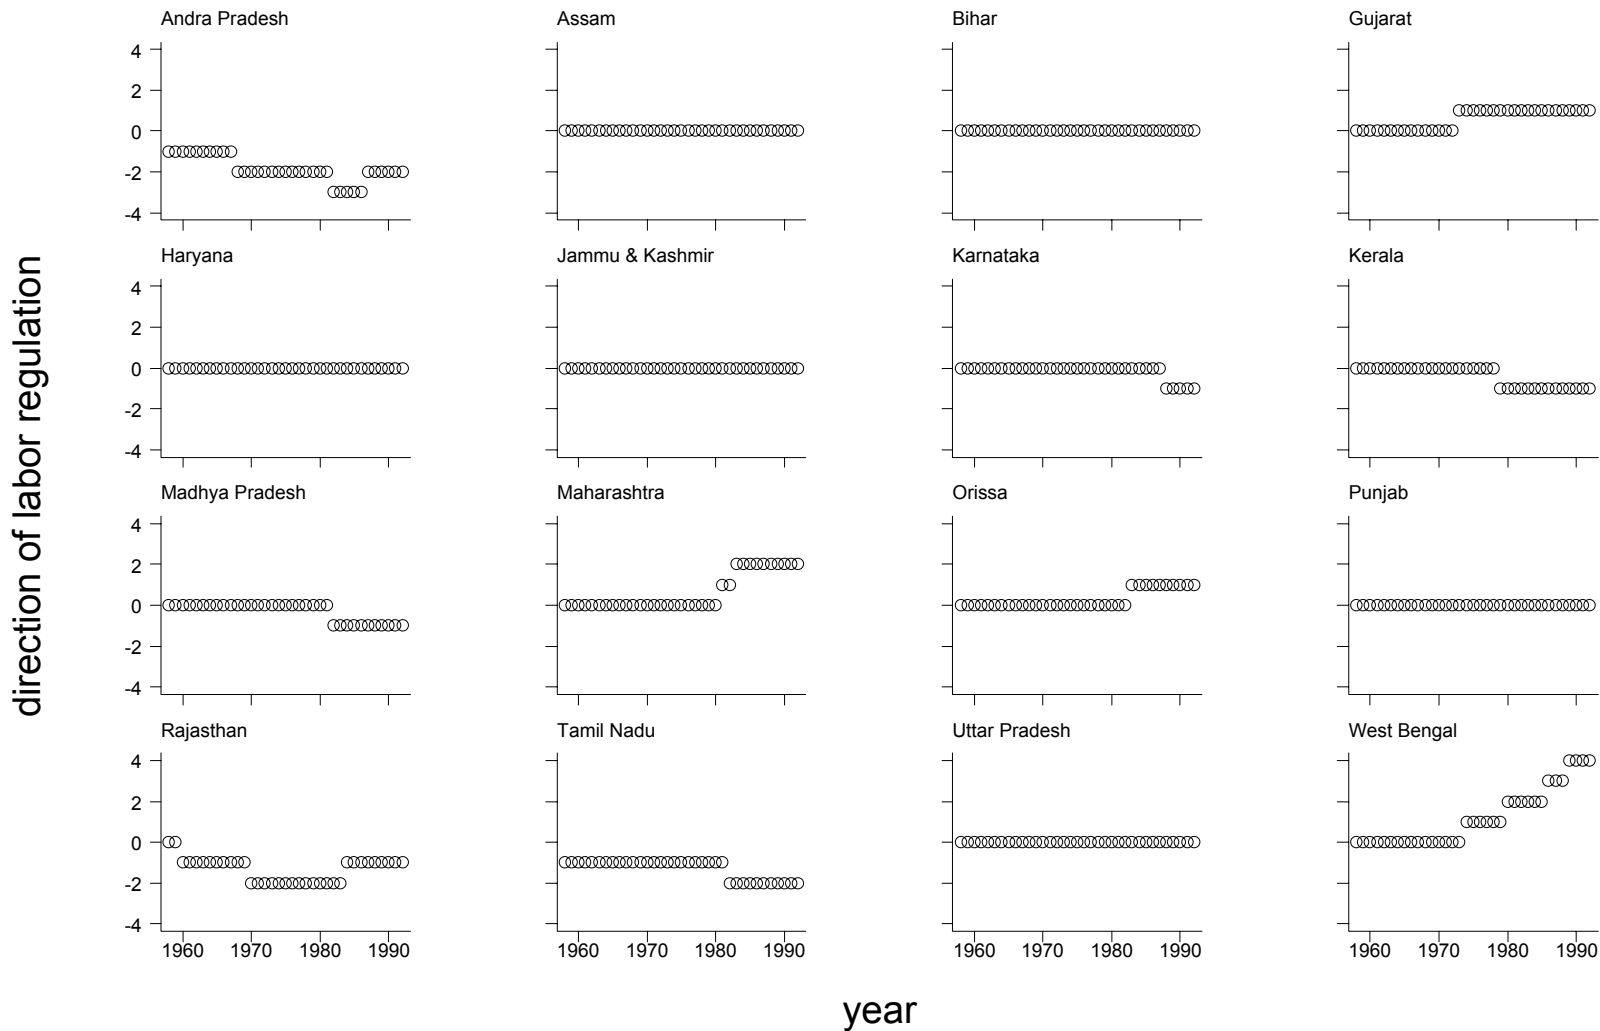 Andra Pradesh
Assam
Bihar
Gujarat
4
2
0
-2
-4
Haryana
Jammu & Kashmir
Karnataka
Kerala
4
2
0
-2
-4
direction of labor regulation
Madhya Pradesh
Maharashtra
Orissa
Punjab
4
2
0
-2
-4
Rajasthan
Tamil Nadu
Uttar Pradesh
West Bengal
4
2
0
-2
-4
1960 1970 1980 1990
1960 1970 1980 1990
1960 1970 1980 1990
1960 1970 1980 1990
year